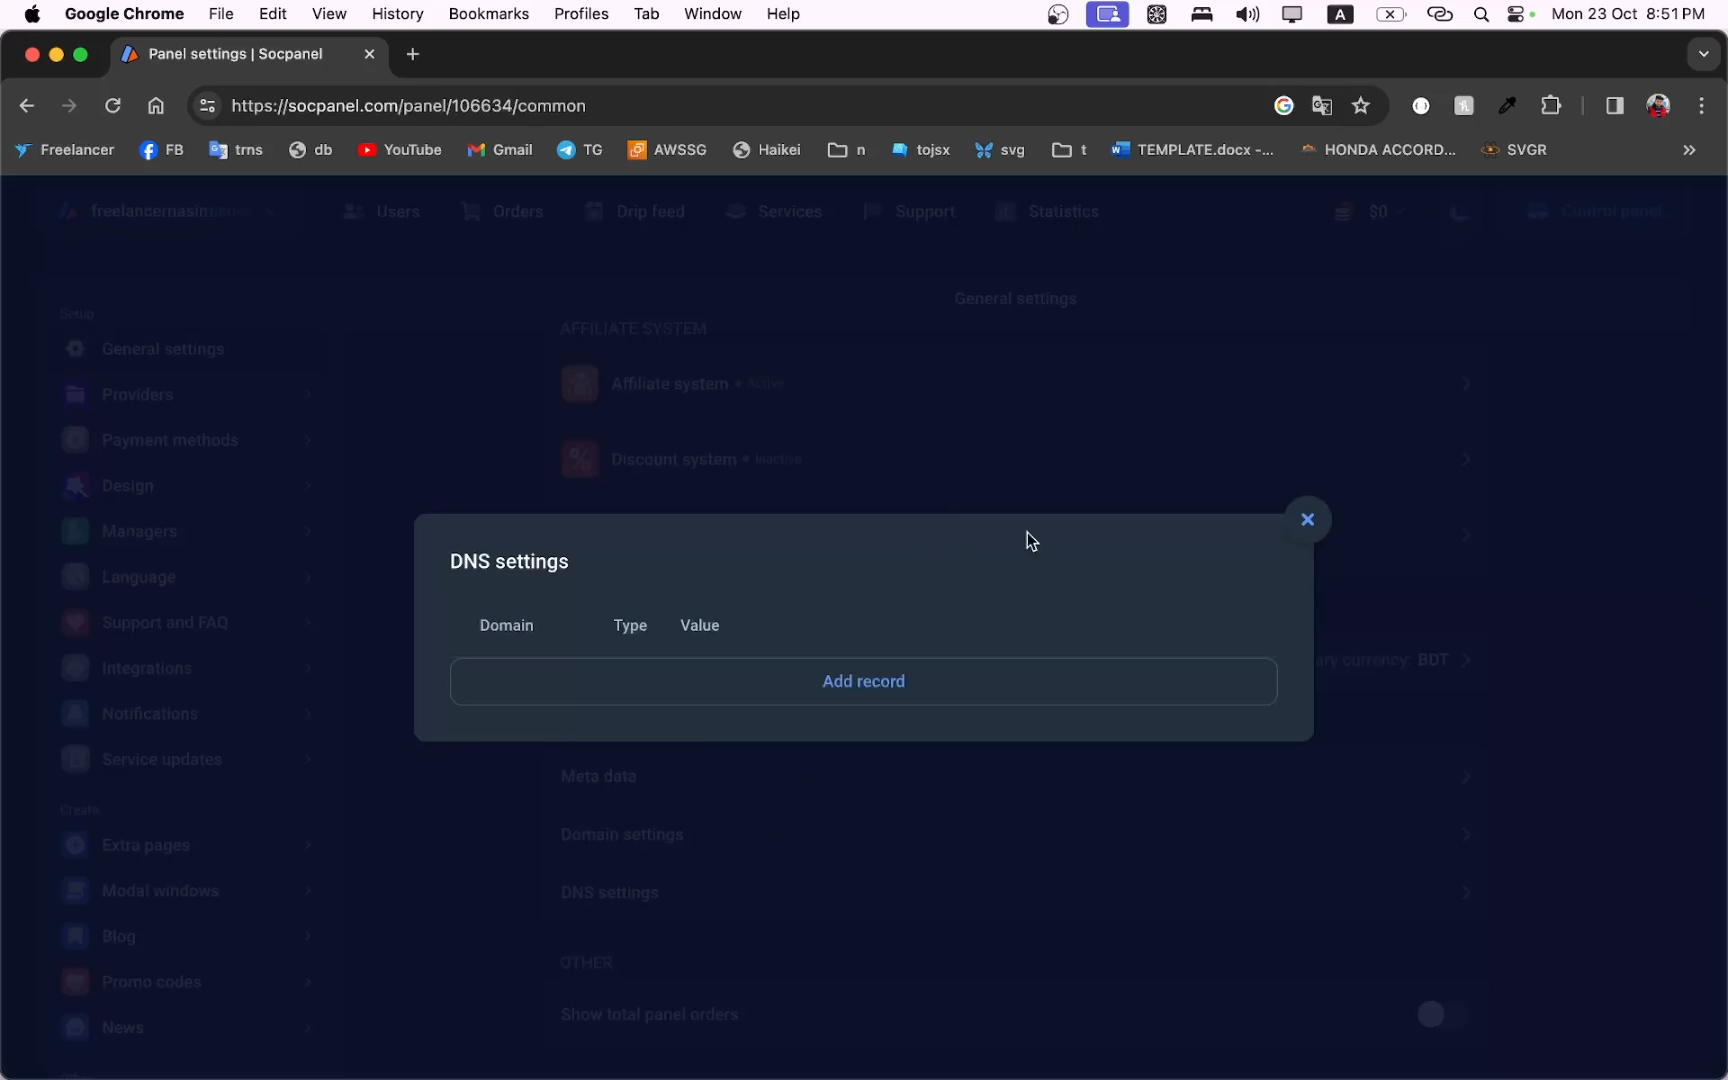 Google Chrome File Edit View History Bookmarks Profiles Tab Window Help A Mon 23 Oct 8:51 PM
Panel settings | Socpanel
https://socpanel.com/panel/106634/common
Freelancer FB trns db YouTube Gmail TG AWSSG Haikei n tojsx svg t TEMPLATE.docx -... HONDA ACCORD... SVGR
Users Orders Drip feed Services Support Statistics $0 Control panel
General settings
Setup
General settings
Providers
Payment methods
Design
Managers
Language
Support and FAQ
Integrations
Notifications
Service updates
Create
Extra pages
Modal windows
Blog
Promo codes
News
AFFILIATE SYSTEM
Affiliate system • Active
Discount system • Inactive
DNS settings
Domain Type Value
Add record
currency: BDT
Meta data
Domain settings
DNS settings
OTHER
Show total panel orders